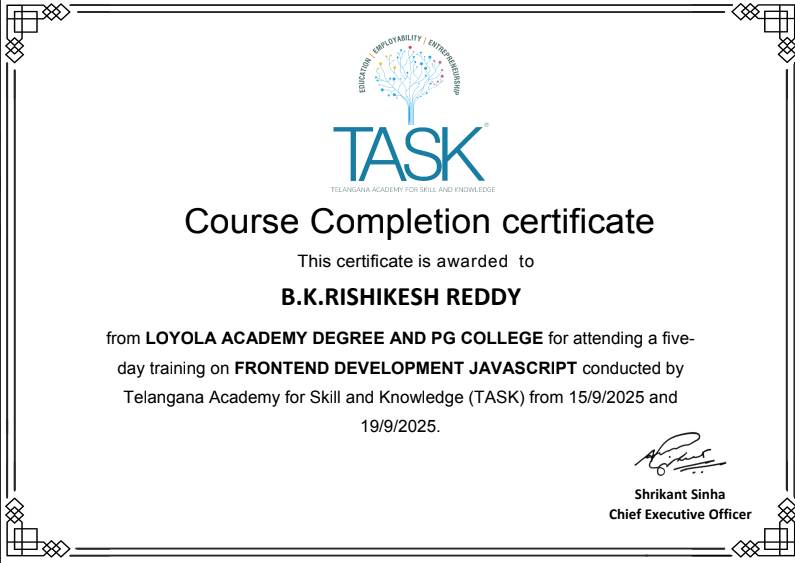 EDUCATION | EMPLOYABILITY | ENTREPRENEURSHIP
TASK®
TELANGANA ACADEMY FOR SKILL AND KNOWLEDGE
Course Completion certificate
This certificate is awarded to
B.K.RISHIKESH REDDY
from LOYOLA ACADEMY DEGREE AND PG COLLEGE for attending a five-
day training on FRONTEND DEVELOPMENT JAVASCRIPT conducted by
Telangana Academy for Skill and Knowledge (TASK) from 15/9/2025 and
19/9/2025.
Shrikant Sinha
Chief Executive Officer